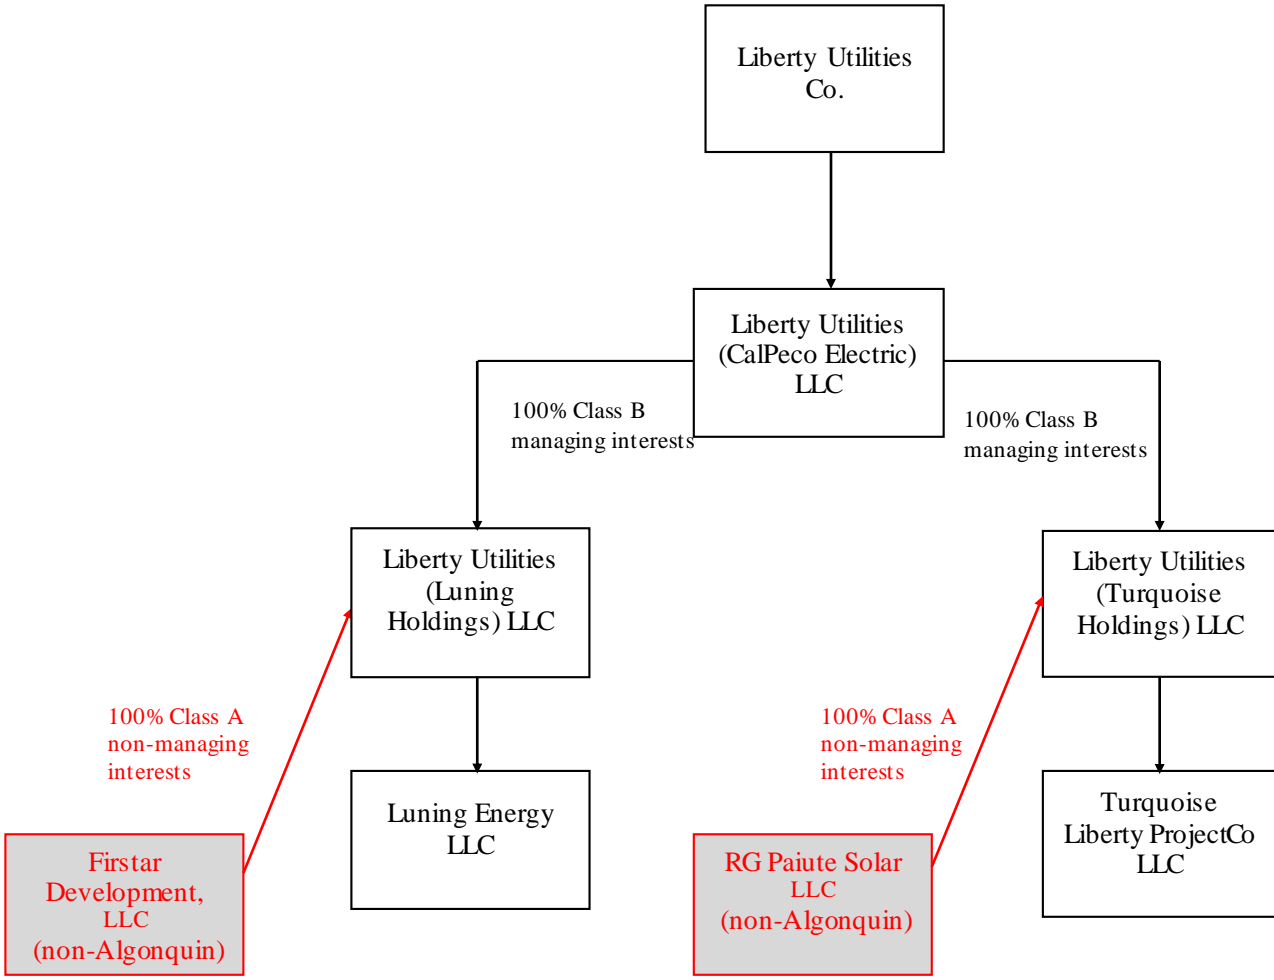 Liberty Utilities
Co.
Liberty Utilities
(CalPeco Electric)
LLC
100% Class B
managing interests
100% Class B
managing interests
Liberty Utilities
(Luning
Holdings) LLC
Liberty Utilities
(Turquoise
Holdings) LLC
100% Class A
non-managing
interests
100% Class A
non-managing
interests
Luning Energy
LLC
Turquoise
Liberty ProjectCo
LLC
Firstar
Development,
LLC
(non-Algonquin)
RG Paiute Solar
LLC
(non-Algonquin)